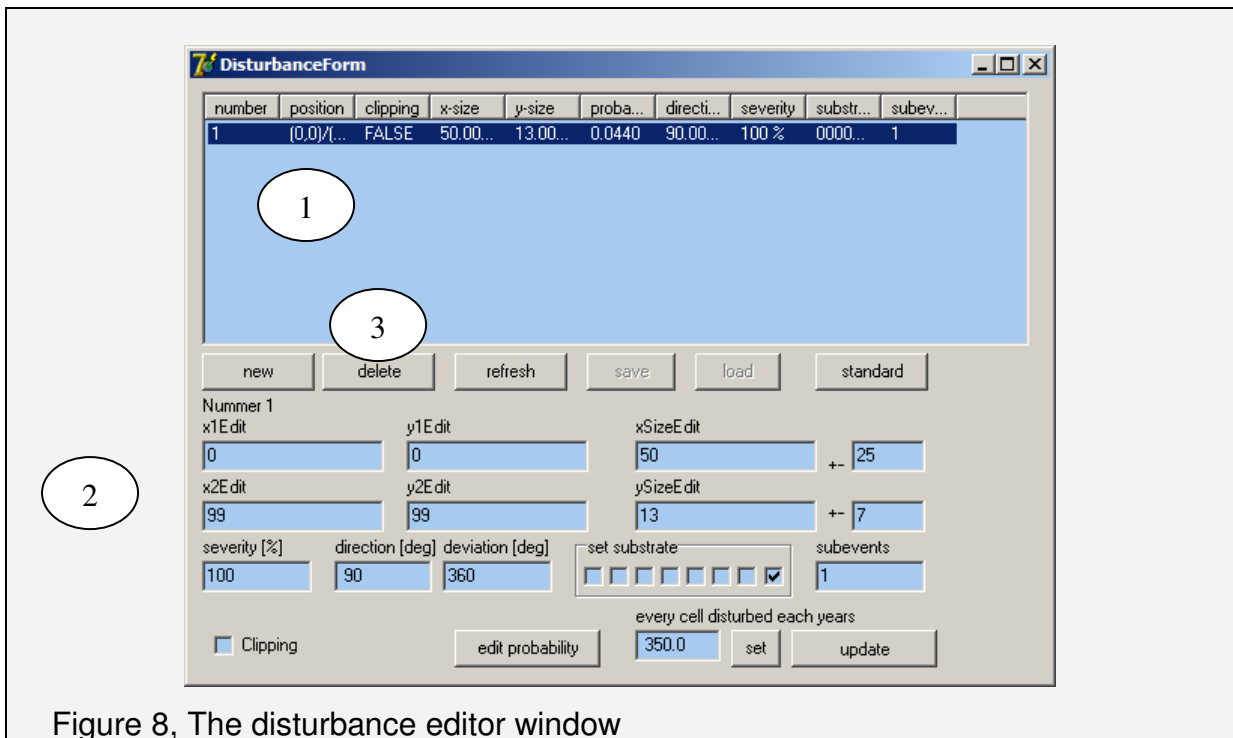 DisturbanceForm
number position clipping x-size y-size proba... directi... severity substr... subev...
1 (0,0)/(... FALSE 50.00... 13.00... 0.0440 90.00... 100 % 0000... 1
1
3
new delete refresh save load standard
Nummer 1
x1Edit y1Edit xSizeEdit
0 0 50 +- 25
2
x2Edit y2Edit ySizeEdit
99 99 13 +- 7
severity [%] direction [deg] deviation [deg] set substrate subevents
100 90 360 1
every cell disturbed each years
Clipping edit probability 350.0 set update
Figure 8, The disturbance editor window